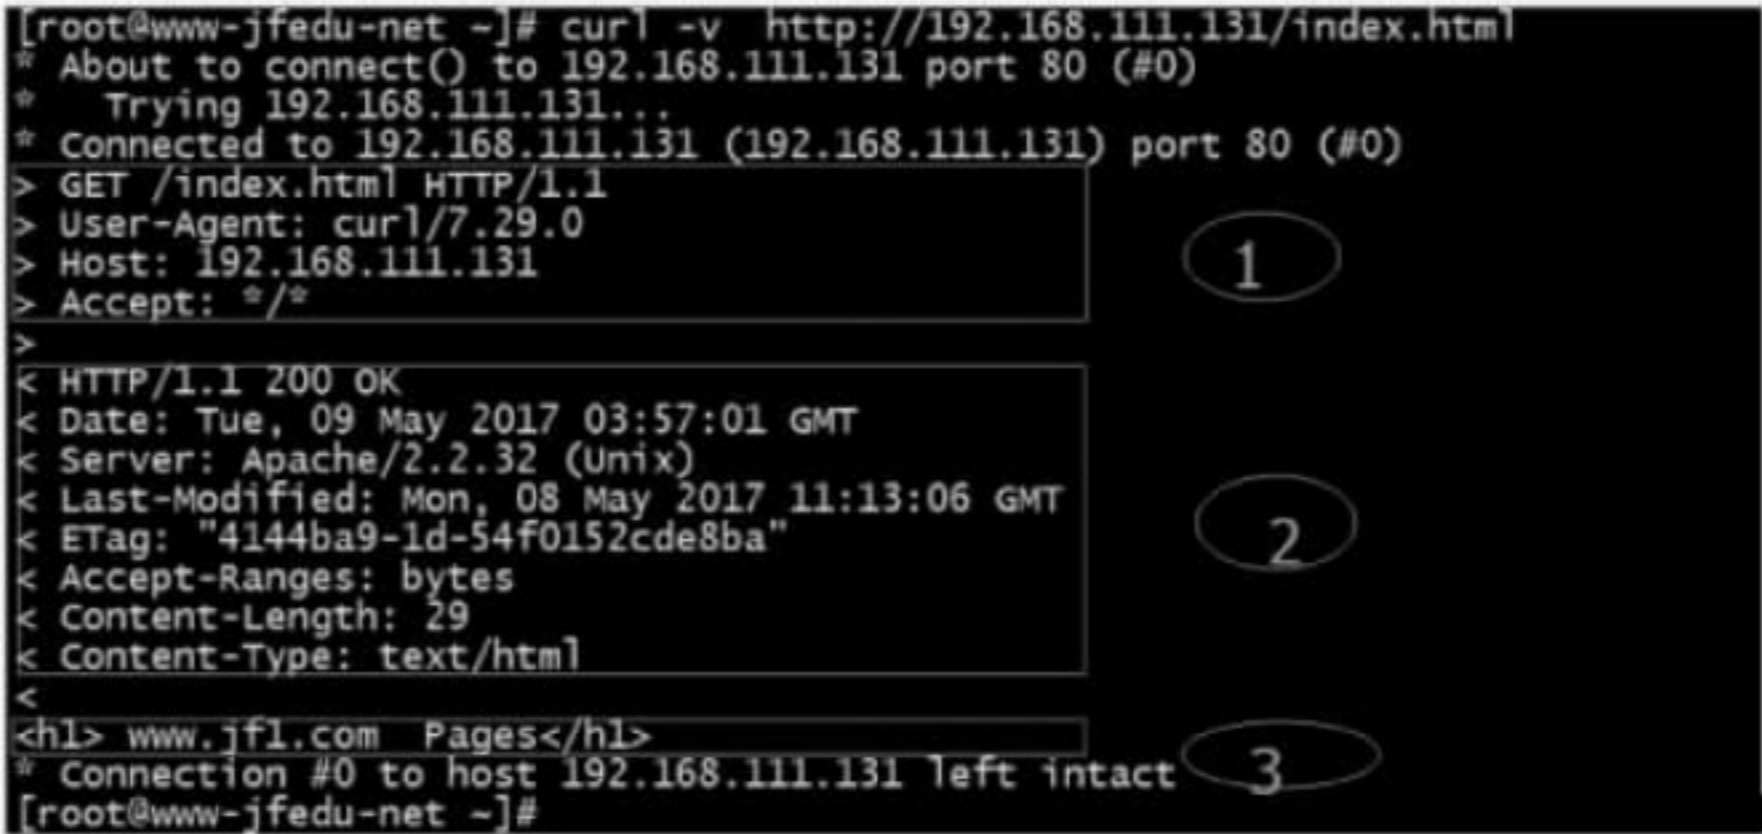 [root@www-jfedu-net ~]# curl -v  http://192.168.111.131/index.html
* About to connect() to 192.168.111.131 port 80 (#0)
*   Trying 192.168.111.131...
* Connected to 192.168.111.131 (192.168.111.131) port 80 (#0)
> GET /index.html HTTP/1.1
> User-Agent: curl/7.29.0
> Host: 192.168.111.131
> Accept: */*
1
>
< HTTP/1.1 200 OK
< Date: Tue, 09 May 2017 03:57:01 GMT
< Server: Apache/2.2.32 (Unix)
< Last-Modified: Mon, 08 May 2017 11:13:06 GMT
< ETag: "4144ba9-1d-54f0152cde8ba"
< Accept-Ranges: bytes
< Content-Length: 29
< Content-Type: text/html
2
<
<h1> www.jf1.com  Pages</h1>
3
* Connection #0 to host 192.168.111.131 left intact
[root@www-jfedu-net ~]#